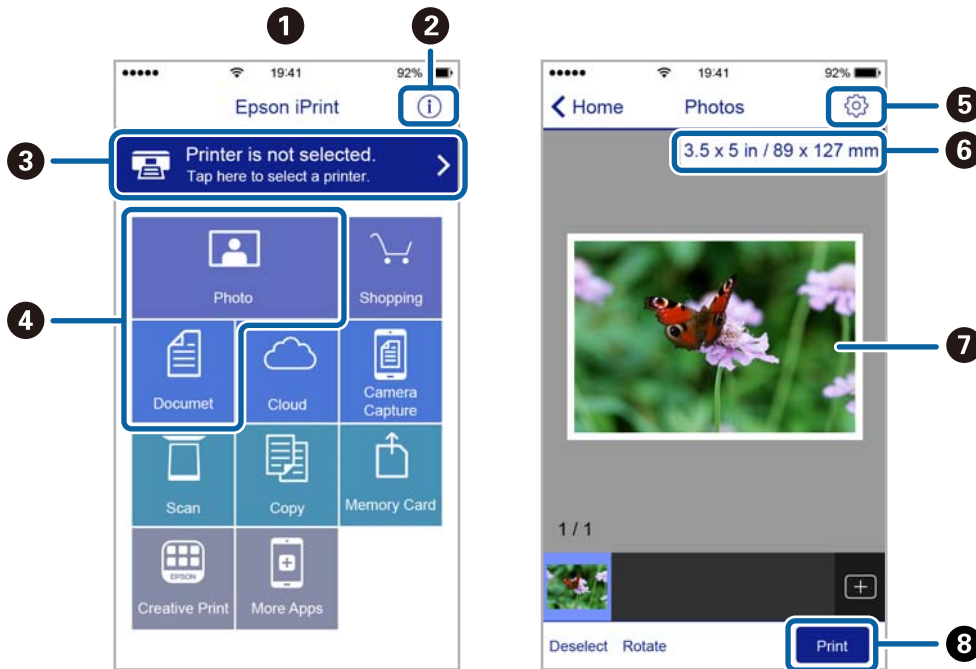 1
2
19:41
92%
Epson iPrint
i
3
Printer is not selected.
Tap here to select a printer.
4
Photo
Shopping
Documet
Cloud
Camera
Capture
Scan
Copy
Memory Card
EPSON
Creative Print
More Apps
19:41
92%
Home
Photos
5
3.5 x 5 in / 89 x 127 mm
6
7
1 / 1
Deselect
Rotate
Print
8